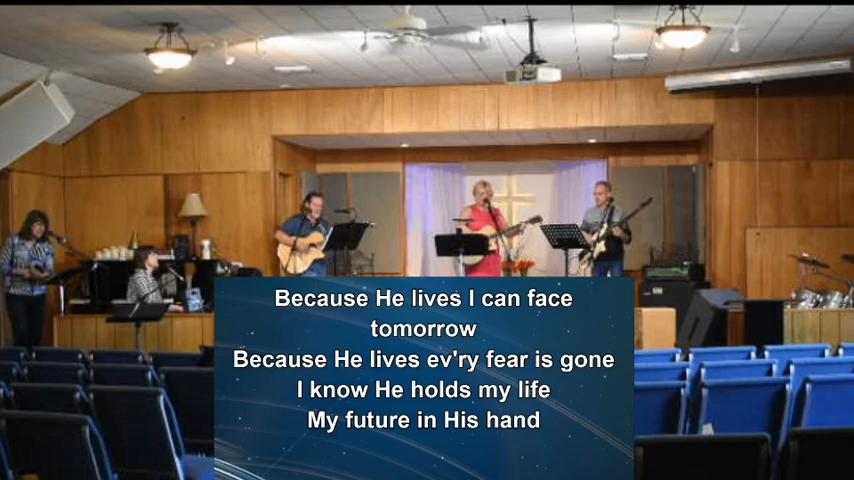 Because He lives I can face
tomorrow
Because He lives ev'ry fear is gone
I know He holds my life
My future in His hand